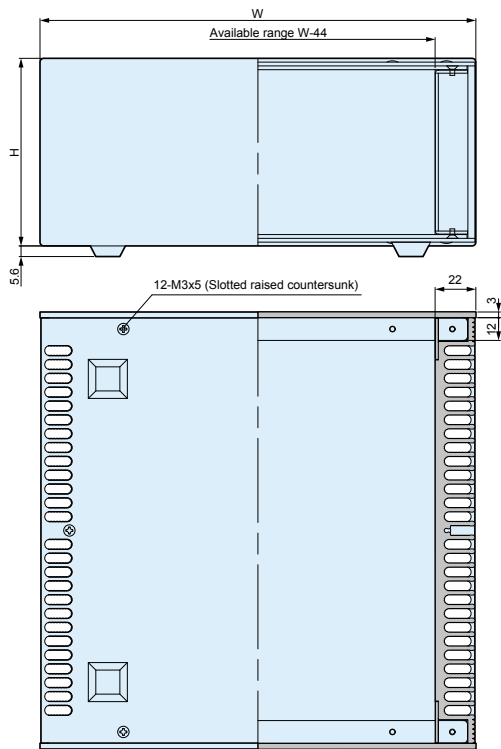 W
Available range W-44
H
5.6
12-M3x5 (Slotted raised countersunk)
22
3
12